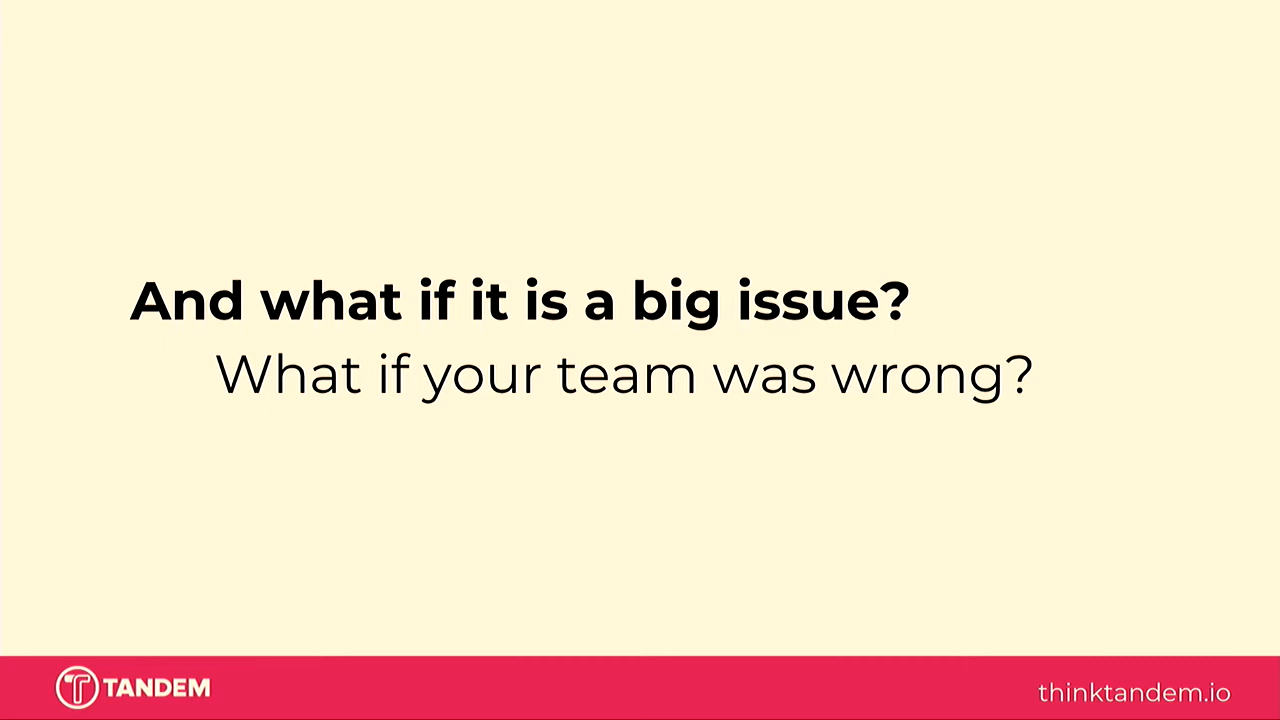 And what if it is a big issue?
What if your team was wrong?
TANDEM
thinktandem.io